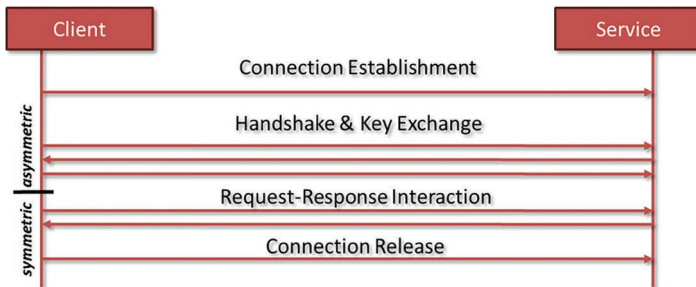 Client
Service
Connection Establishment
Handshake & Key Exchange
asymmetric
Request-Response Interaction
symmetric
Connection Release